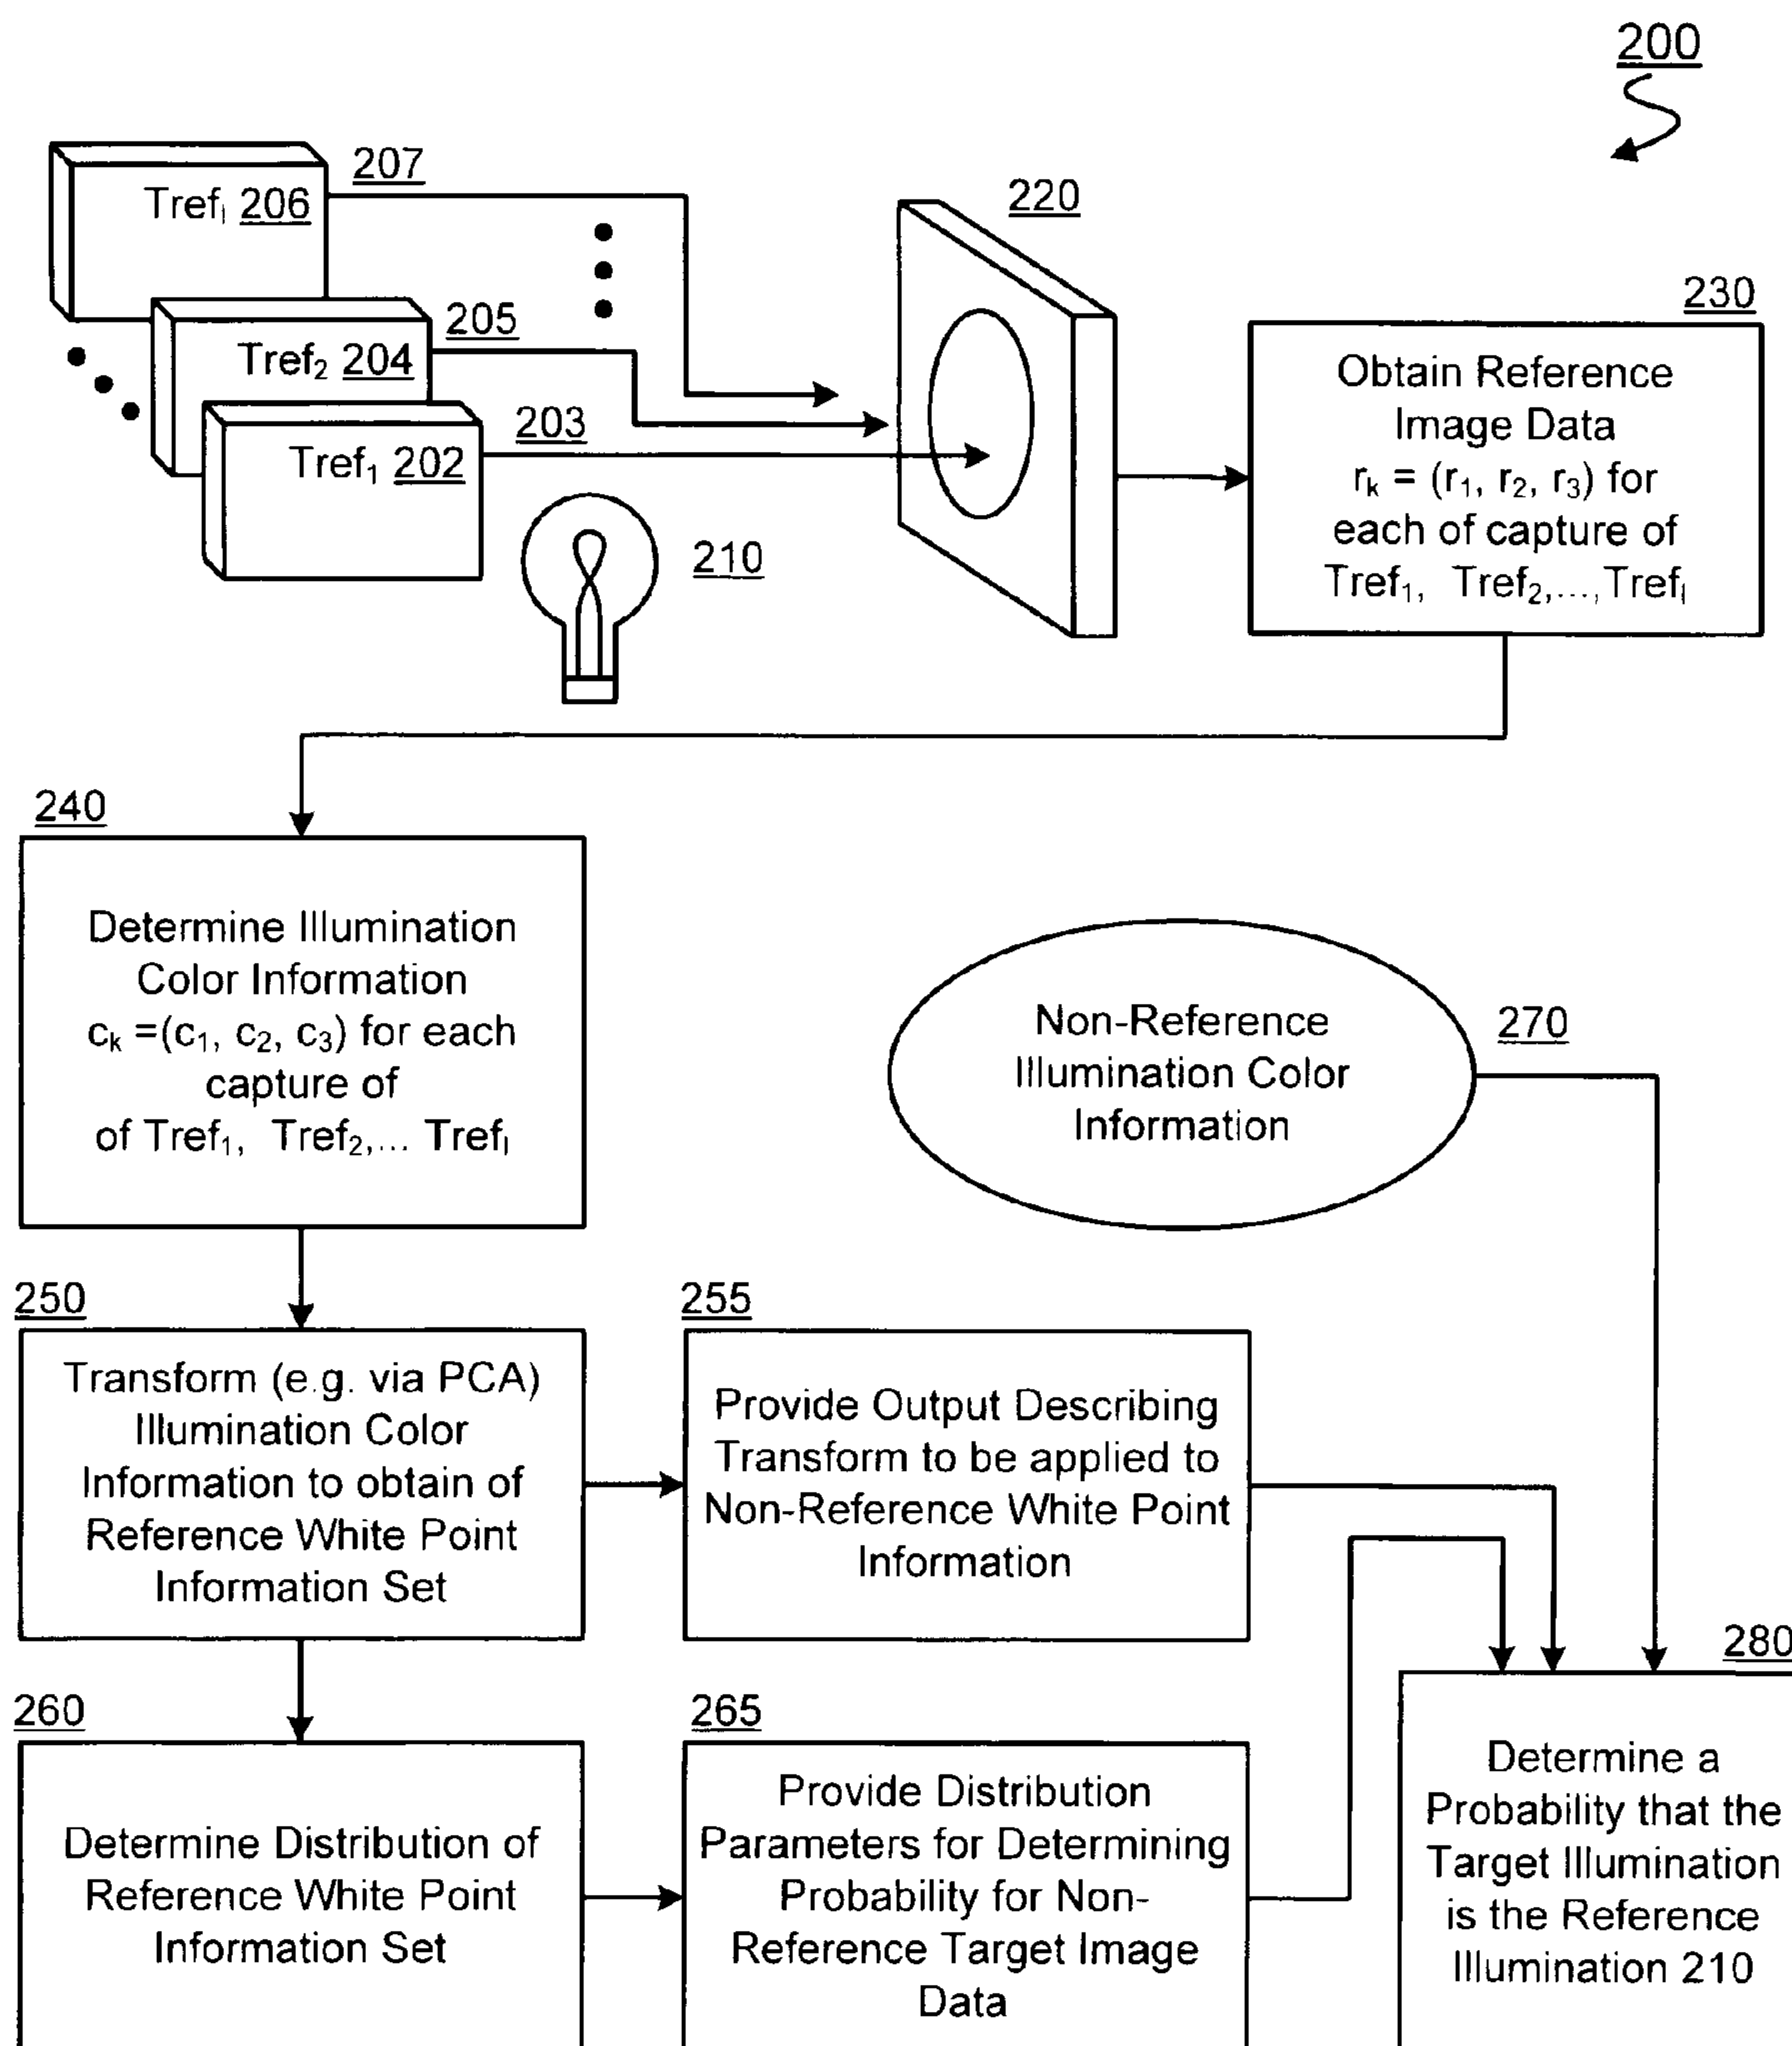 200
207
Trefₗ 206
220
230
205
Tref₂ 204
Obtain Reference
Image Data
rₖ = (r₁, r₂, r₃) for
each of capture of
Tref₁, Tref₂,...,Trefₗ
203
Tref₁ 202
210
240
Determine Illumination
Color Information
cₖ =(c₁, c₂, c₃) for each
capture of
of Tref₁, Tref₂,... Trefₗ
Non-Reference
Illumination Color
Information
270
250
Transform (e.g. via PCA)
Illumination Color
Information to obtain of
Reference White Point
Information Set
255
Provide Output Describing
Transform to be applied to
Non-Reference White Point
Information
280
260
Determine Distribution of
Reference White Point
Information Set
265
Provide Distribution
Parameters for Determining
Probability for Non-
Reference Target Image
Data
Determine a
Probability that the
Target Illumination
is the Reference
Illumination 210